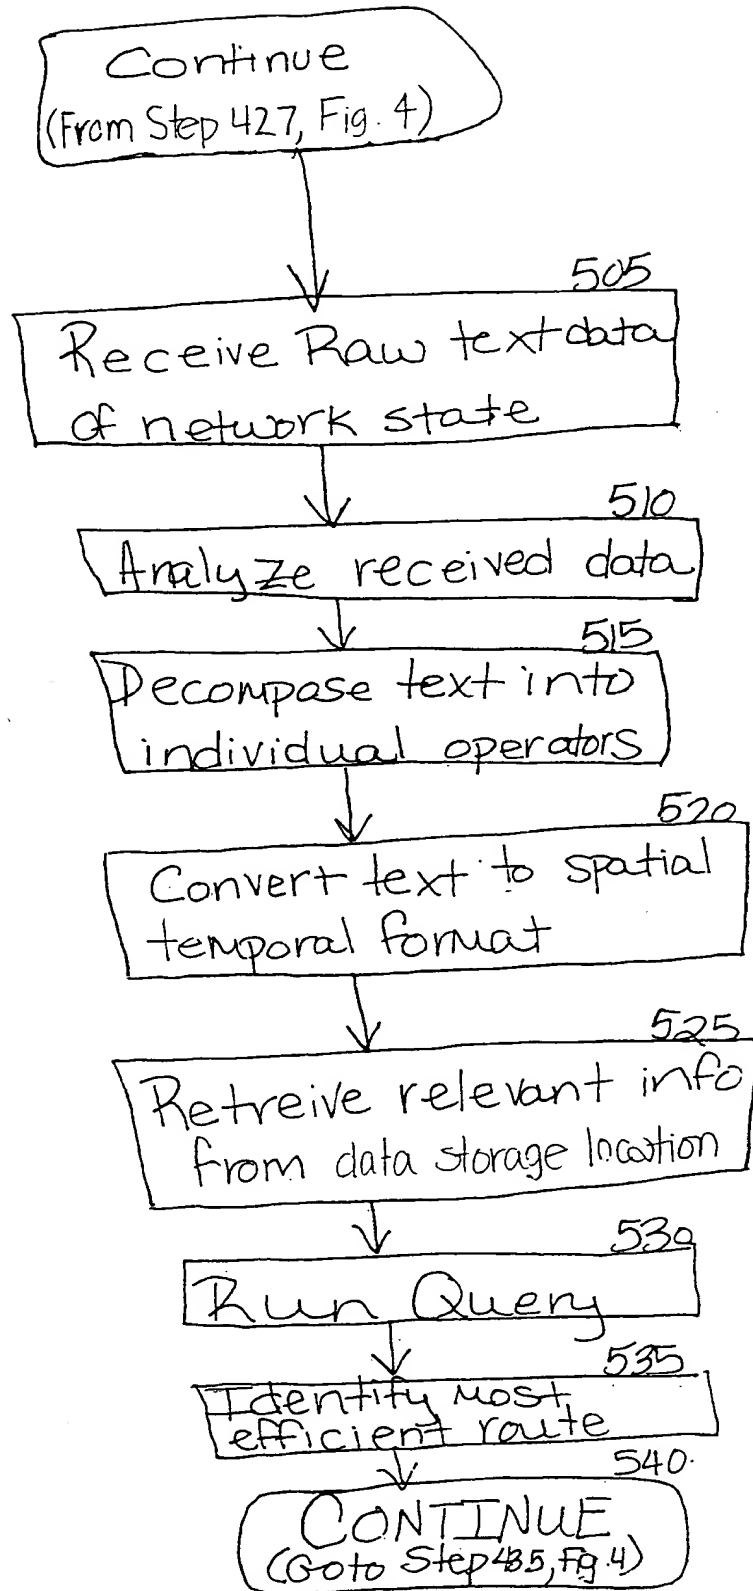 Continue
(From Step 427, Fig. 4)
505
Receive Raw text data
of network state
510
Analyze received data
515
Decompose text into
individual operators
520
Convert text to spatial
temporal format
525
Retreive relevant info
from data storage location
530
Run Query
535
Identify most
efficient route
540
CONTINUE
(Goto Step 435, Fig. 4)